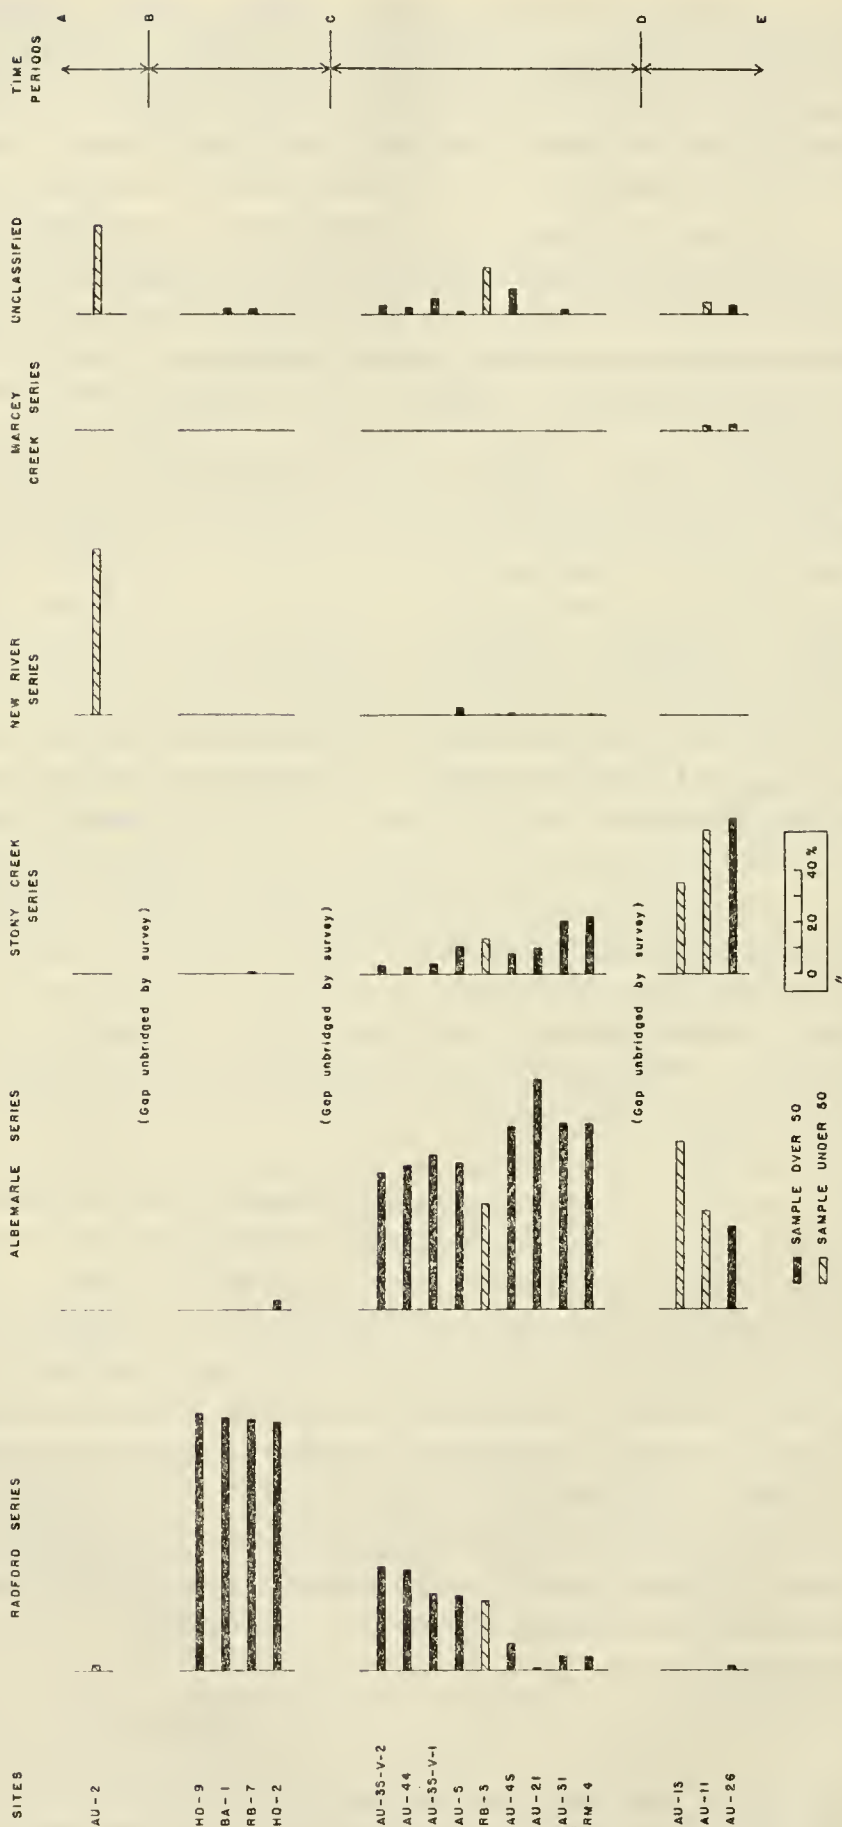 SITES
RADFORD SERIES
ALBEMARLE SERIES
STONY CREEK
SERIES
NEW RIVER
SERIES
MARCEY
CREEK SERIES
UNCLASSIFIED
TIME
PERIODS
A
AU-2
B
(Gap unbridged by survey)
HO-9
BA-1
RB-7
HO-2
C
(Gap unbridged by survey)
AU-35-V-2
AU-44
AU-35-V-1
AU-5
RB-3
AU-45
AU-21
AU-31
RM-4
D
(Gap unbridged by survey)
AU-13
AU-11
AU-26
E
SAMPLE OVER 50
SAMPLE UNDER 50
0 20 40%